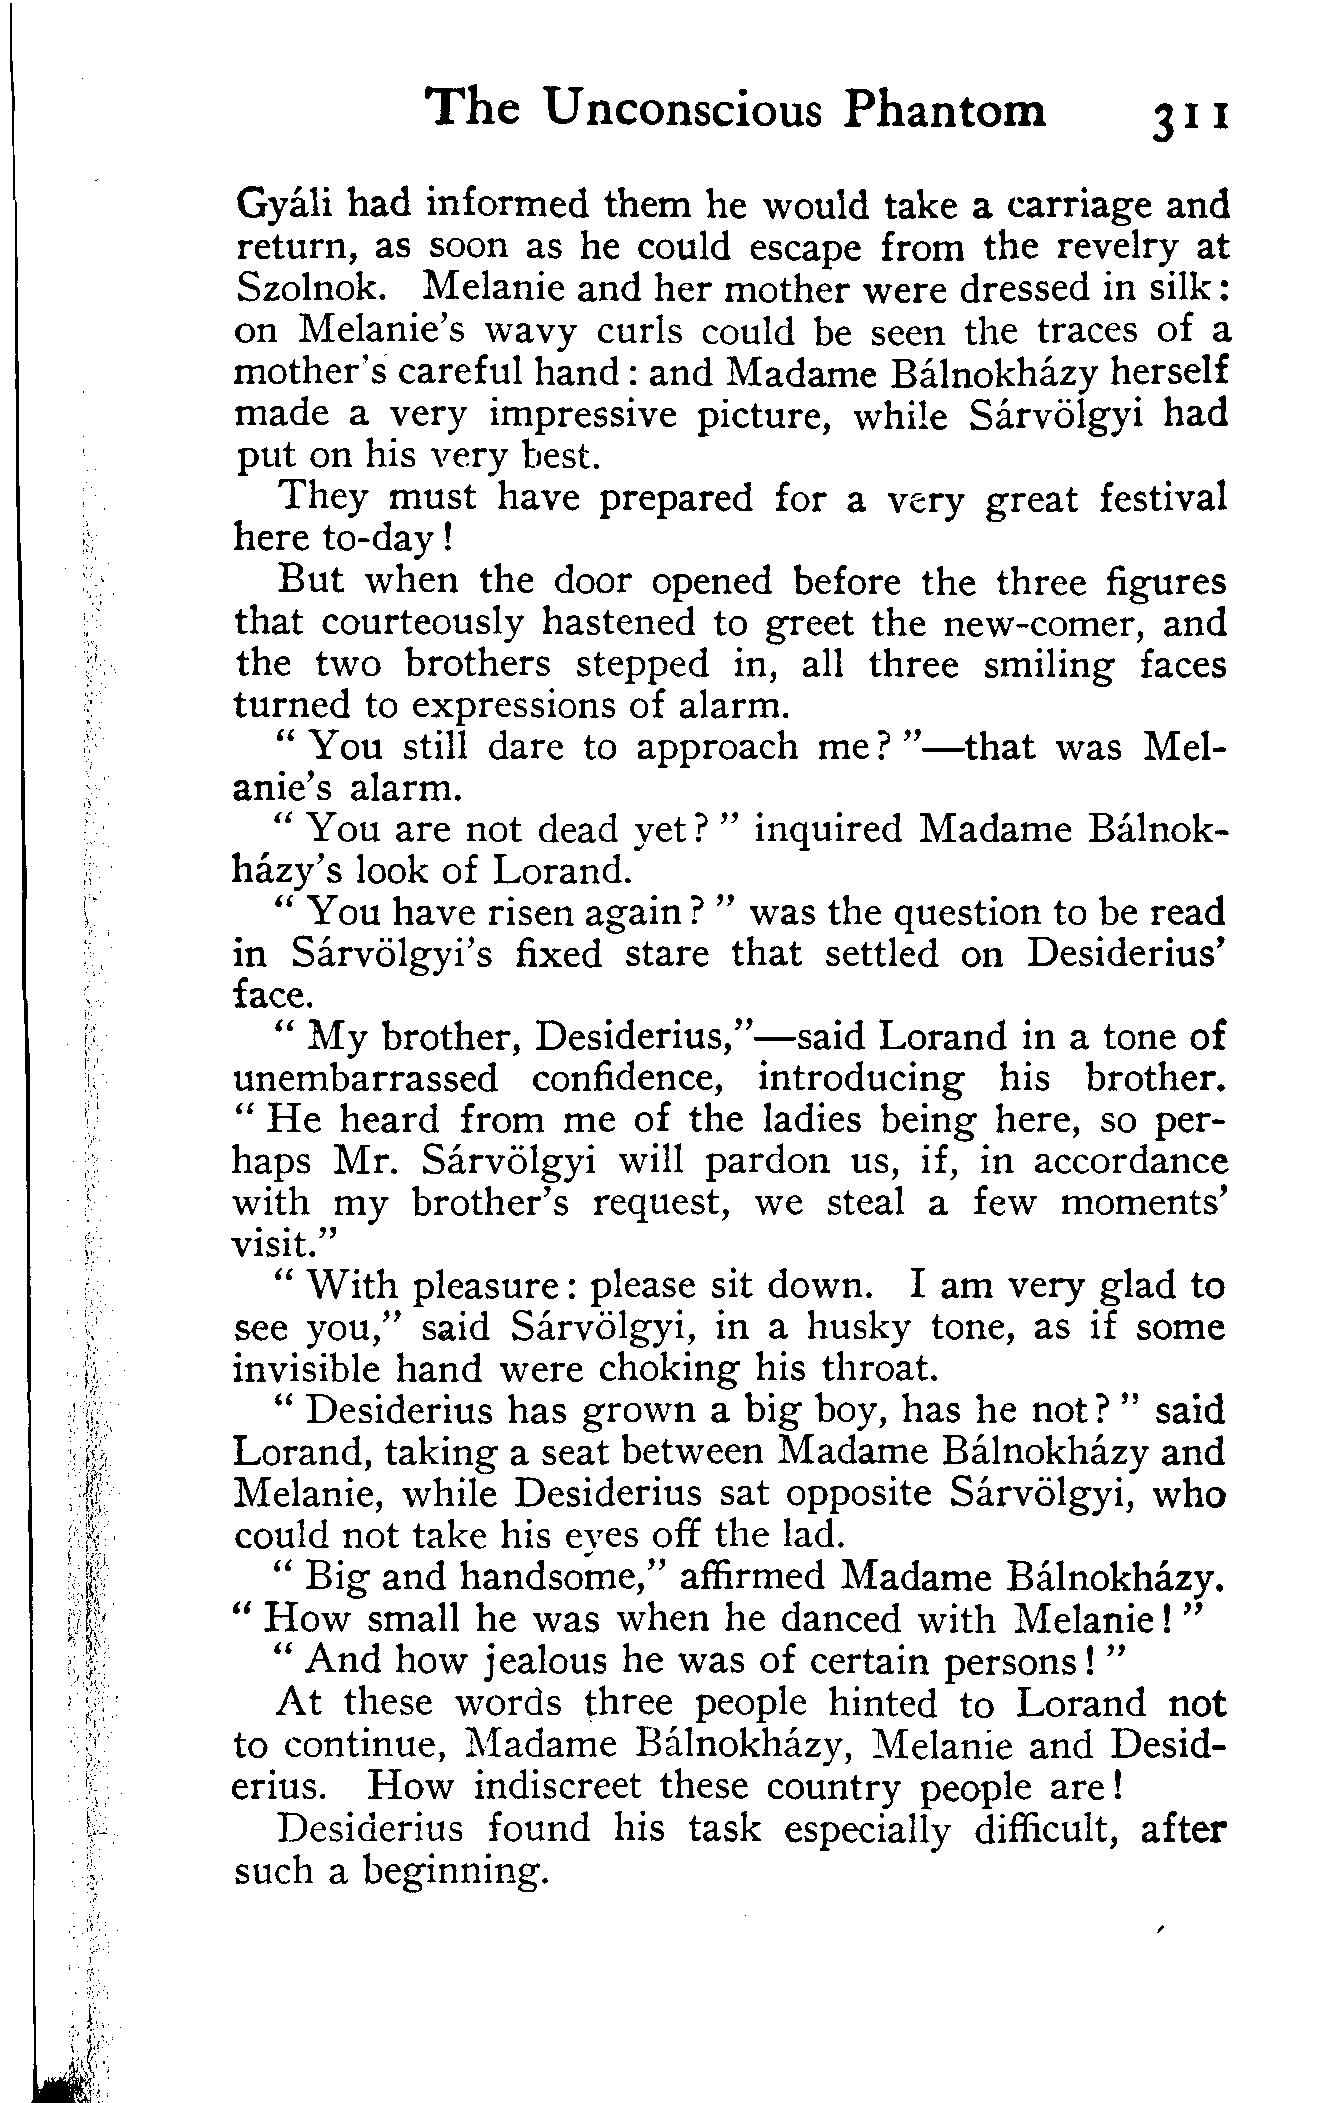 The Unconscious Phantom 311
Gyáli had informed them he would take a carriage and
return, as soon as he could escape from the revelry at
Szolnok. Melanie and her mother were dressed in silk:
on Melanie's wavy curls could be seen the traces of a
mother's careful hand: and Madame Bálnokházy herself
made a very impressive picture, while Sárvölgyi had
put on his very best.
They must have prepared for a very great festival
here to-day!
But when the door opened before the three figures
that courteously hastened to greet the new-comer, and
the two brothers stepped in, all three smiling faces
turned to expressions of alarm.
"You still dare to approach me?"—that was Mel-
anie's alarm.
"You are not dead yet?" inquired Madame Bálnok-
házy's look of Lorand.
"You have risen again?" was the question to be read
in Sárvölgyi's fixed stare that settled on Desiderius'
face.
"My brother, Desiderius,"—said Lorand in a tone of
unembarrassed confidence, introducing his brother.
"He heard from me of the ladies being here, so per-
haps Mr. Sárvölgyi will pardon us, if, in accordance
with my brother's request, we steal a few moments'
visit."
"With pleasure: please sit down. I am very glad to
see you," said Sárvölgyi, in a husky tone, as if some
invisible hand were choking his throat.
"Desiderius has grown a big boy, has he not?" said
Lorand, taking a seat between Madame Bálnokházy and
Melanie, while Desiderius sat opposite Sárvölgyi, who
could not take his eyes off the lad.
"Big and handsome," affirmed Madame Bálnokházy.
"How small he was when he danced with Melanie!"
"And how jealous he was of certain persons!"
At these words three people hinted to Lorand not
to continue, Madame Bálnokházy, Melanie and Desid-
erius. How indiscreet these country people are!
Desiderius found his task especially difficult, after
such a beginning.